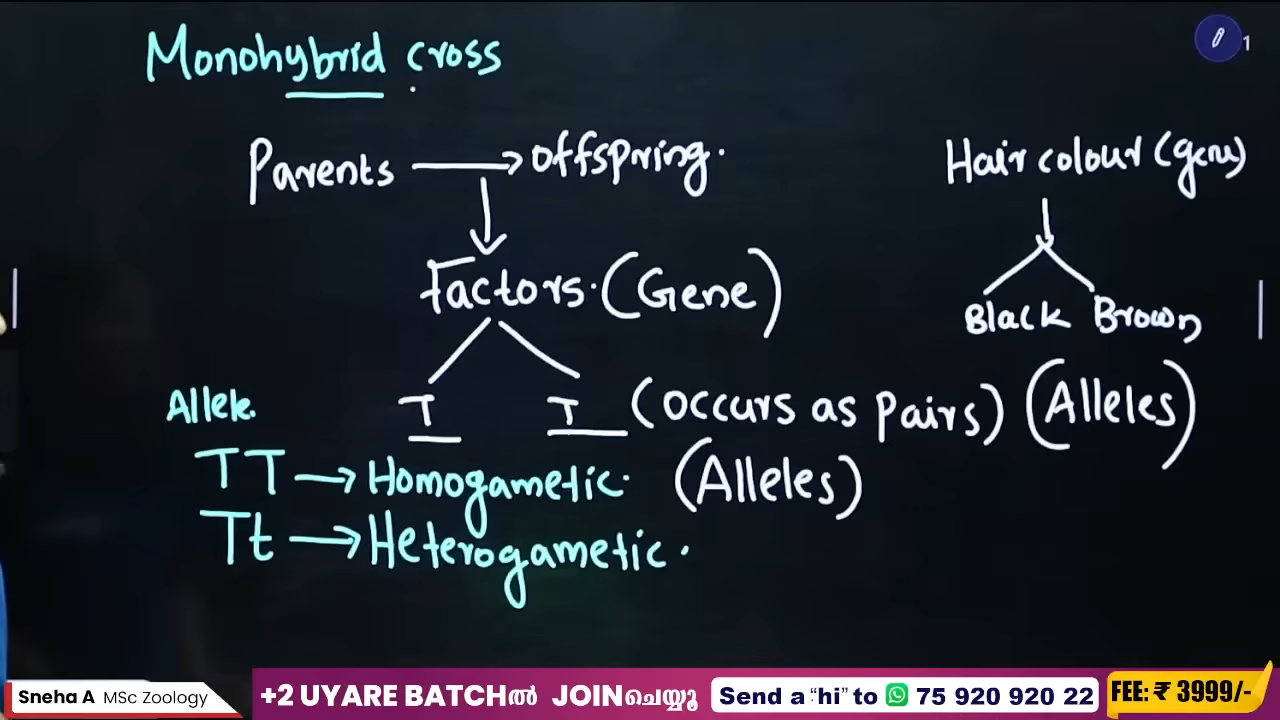 Monohybrid cross
1
Parents → offspring.
Hair colour (gene)
Factors. (Gene)
Black Brown
Allele.
T T (occurs as pairs) (Alleles)
TT → Homogametic. (Alleles)
Tt → Heterogametic.
Sneha A MSc Zoology
+2 UYARE BATCHൽ JOINചെയ്യൂ
Send a “hi” to 75 920 920 22
FEE: ₹ 3999/-